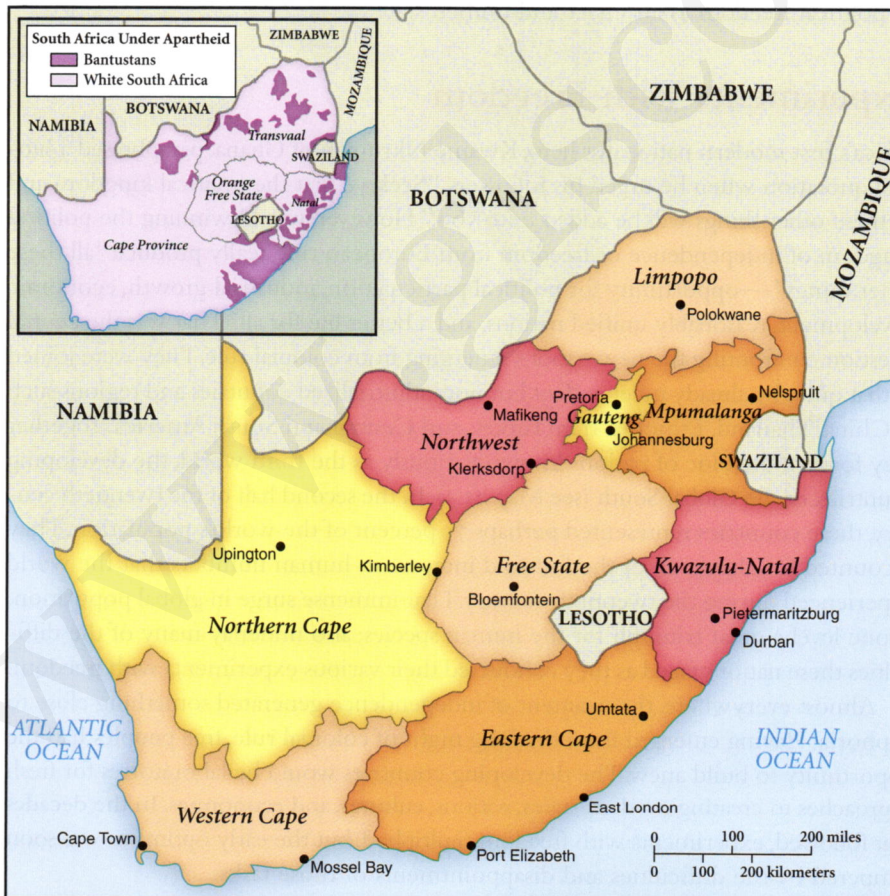 South Africa Under Apartheid
Bantustans
White South Africa
ZIMBABWE
MOZAMBIQUE
BOTSWANA
NAMIBIA
Transvaal
SWAZILAND
Orange
Free State
Natal
LESOTHO
Cape Province
ZIMBABWE
BOTSWANA
MOZAMBIQUE
Limpopo
Polokwane
NAMIBIA
Pretoria
Nelspruit
Mafikeng
Gauteng
Mpumalanga
Northwest
Johannesburg
Klerksdorp
SWAZILAND
Upington
Kimberley
Free State
Kwazulu-Natal
Bloemfontein
LESOTHO
Pietermaritzburg
Northern Cape
Durban
Umtata
ATLANTIC
OCEAN
Eastern Cape
INDIAN
OCEAN
East London
Western Cape
Cape Town
Mossel Bay
Port Elizabeth
0 100 200 miles
0 100 200 kilometers